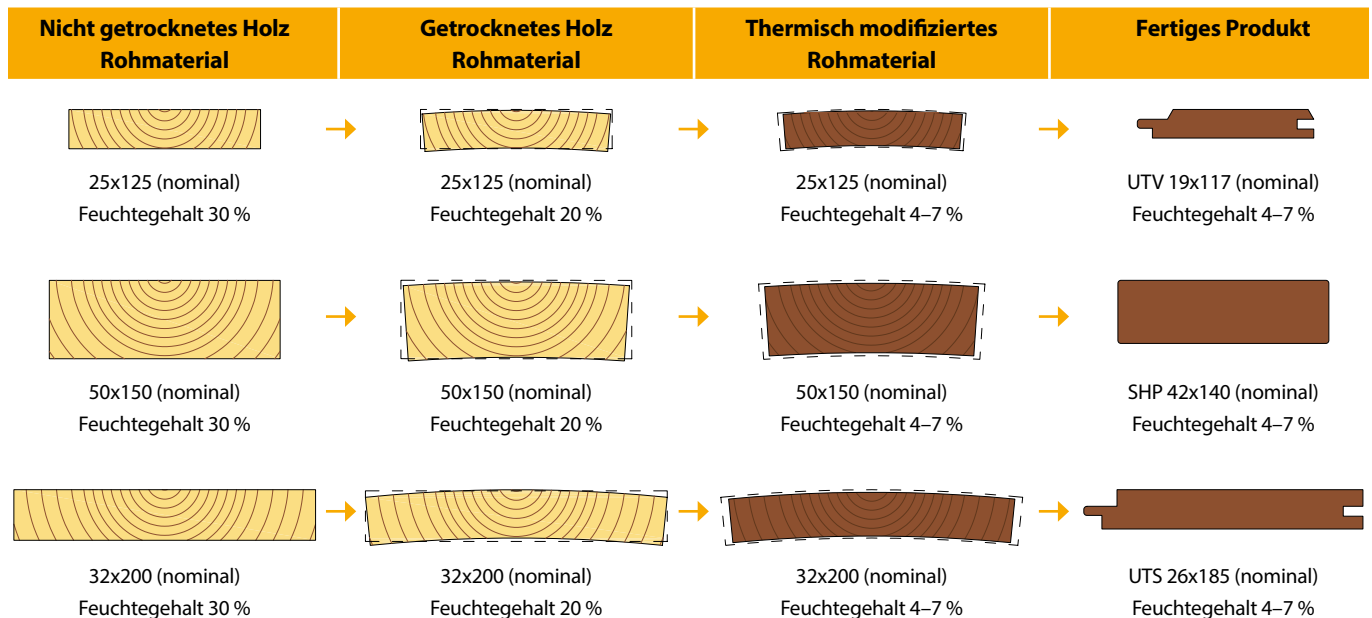 Nicht getrocknetes Holz
Rohmaterial
Getrocknetes Holz
Rohmaterial
Thermisch modifiziertes
Rohmaterial
Fertiges Produkt
25x125 (nominal)
Feuchtegehalt 30 %
25x125 (nominal)
Feuchtegehalt 20 %
25x125 (nominal)
Feuchtegehalt 4–7 %
UTV 19x117 (nominal)
Feuchtegehalt 4–7 %
50x150 (nominal)
Feuchtegehalt 30 %
50x150 (nominal)
Feuchtegehalt 20 %
50x150 (nominal)
Feuchtegehalt 4–7 %
SHP 42x140 (nominal)
Feuchtegehalt 4–7 %
32x200 (nominal)
Feuchtegehalt 30 %
32x200 (nominal)
Feuchtegehalt 20 %
32x200 (nominal)
Feuchtegehalt 4–7 %
UTS 26x185 (nominal)
Feuchtegehalt 4–7 %